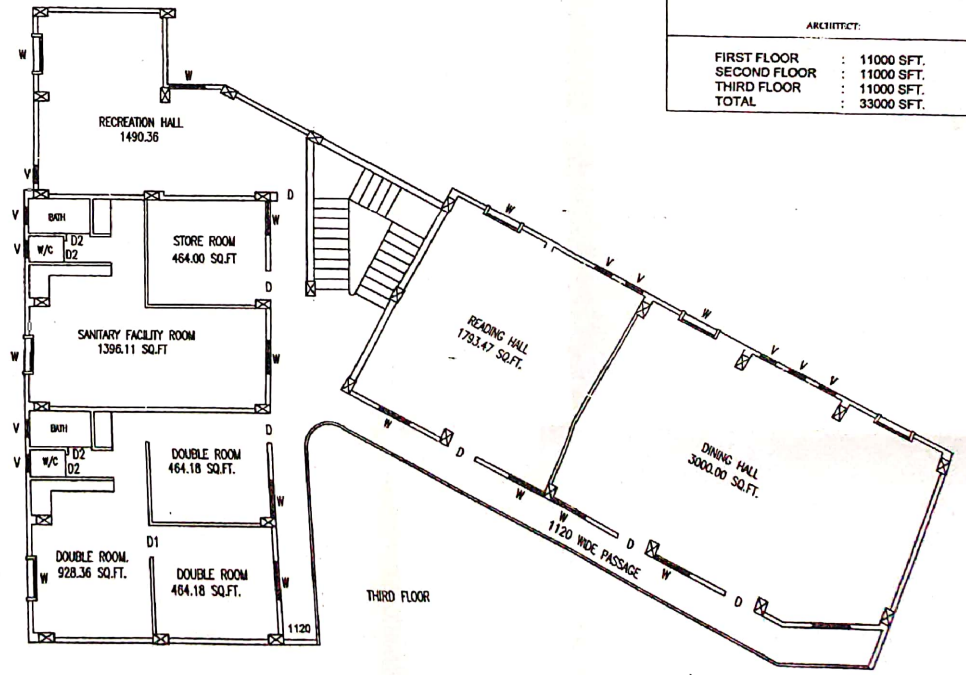 ARCHITECT:
FIRST FLOOR : 11000 SFT.
SECOND FLOOR : 11000 SFT.
THIRD FLOOR : 11000 SFT.
TOTAL : 33000 SFT.
W
W
RECREATION HALL
1490.36
V
D
V
BATH
W
STORE ROOM
464.00 SQ.FT
V
W/C
D2
D2
D
SANITARY FACILITY ROOM
1396.11 SQ.FT
W
W
V
BATH
D
V
W/C
D2
D2
DOUBLE ROOM
464.18 SQ.FT.
W
D1
DOUBLE ROOM.
928.36 SQ.FT.
W
DOUBLE ROOM
464.18 SQ.FT.
W
1120
THIRD FLOOR
W
V
V
READING HALL
1793.47 SQ.FT.
W
W
V
V
V
D
W
W
DINING HALL
3000.00 SQ.FT.
D
W
D
1120 WIDE PASSAGE